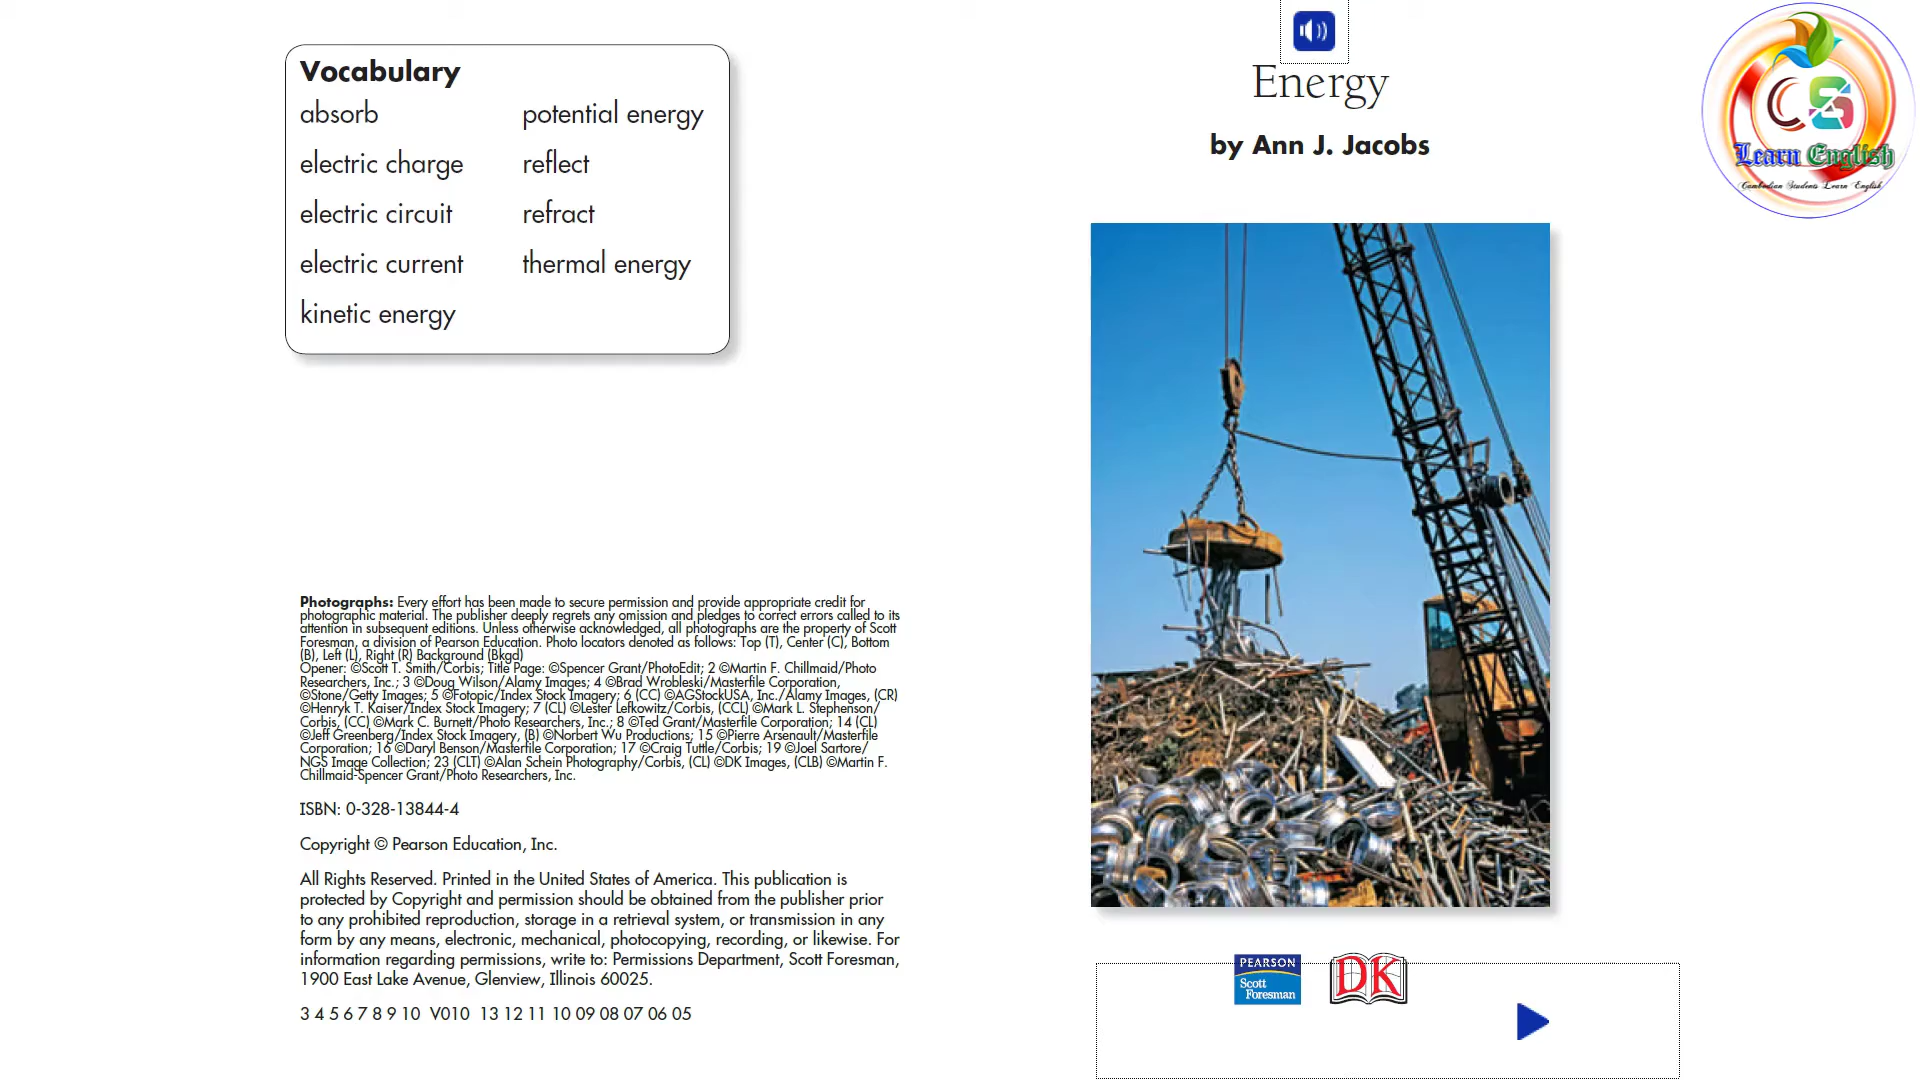 Vocabulary
absorb
electric charge
electric circuit
electric current
kinetic energy
potential energy
reflect
refract
thermal energy
Photographs: Every effort has been made to secure permission and provide appropriate credit for
photographic material. The publisher deeply regrets any omission and pledges to correct errors called to its
attention in subsequent editions. Unless otherwise acknowledged, all photographs are the property of Scott
Foresman, a division of Pearson Education. Photo locators denoted as follows: Top (T), Center (C), Bottom
(B), Left (L), Right (R) Background (Bkgd)
Opener: ©Scott T. Smith/Corbis; Title Page: ©Spencer Grant/PhotoEdit; 2 ©Martin F. Chillmaid/Photo
Researchers, Inc.; 3 ©Doug Wilson/Alamy Images; 4 ©Brad Wrobleski/Masterfile Corporation,
©Stone/Getty Images; 5 ©Fotopic/Index Stock Imagery; 6 (CC) ©AGStockUSA, Inc./Alamy Images, (CR)
©Henryk T. Kaiser/Index Stock Imagery; 7 (CL) ©Lester Lefkowitz/Corbis, (CCL) ©Mark L. Stephenson/
Corbis, (CC) ©Mark C. Burnett/Photo Researchers, Inc.; 8 ©Ted Grant/Masterfile Corporation; 14 (CL)
©Jeff Greenberg/Index Stock Imagery, (B) ©Norbert Wu Productions; 15 ©Pierre Arsenault/Masterfile
Corporation; 16 ©Daryl Benson/Masterfile Corporation; 17 ©Craig Tuttle/Corbis; 19 ©Joel Sartore/
NGS Image Collection; 23 (CLT) ©Alan Schein Photography/Corbis, (CL) ©DK Images, (CLB) ©Martin F.
Chillmaid-Spencer Grant/Photo Researchers, Inc.
ISBN: 0-328-13844-4
Copyright © Pearson Education, Inc.
All Rights Reserved. Printed in the United States of America. This publication is
protected by Copyright and permission should be obtained from the publisher prior
to any prohibited reproduction, storage in a retrieval system, or transmission in any
form by any means, electronic, mechanical, photocopying, recording, or likewise. For
information regarding permissions, write to: Permissions Department, Scott Foresman,
1900 East Lake Avenue, Glenview, Illinois 60025.
3 4 5 6 7 8 9 10 V010 13 12 11 10 09 08 07 06 05
Energy
by Ann J. Jacobs
PEARSON
Scott
Foresman
DK
CS
Learn English
Cambodian Students Learn English